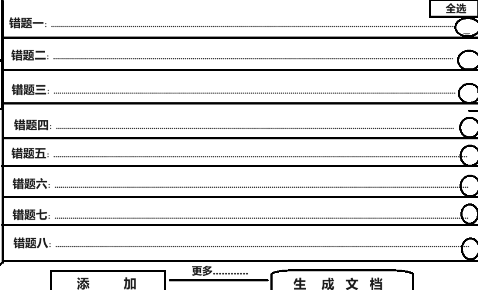 全选
错题一: ................................................
错题二: ................................................
错题三: ................................................
错题四: ................................................
错题五: ................................................
错题六: ................................................
错题七: ................................................
错题八: ................................................
更多............
添 加 生 成 文 档